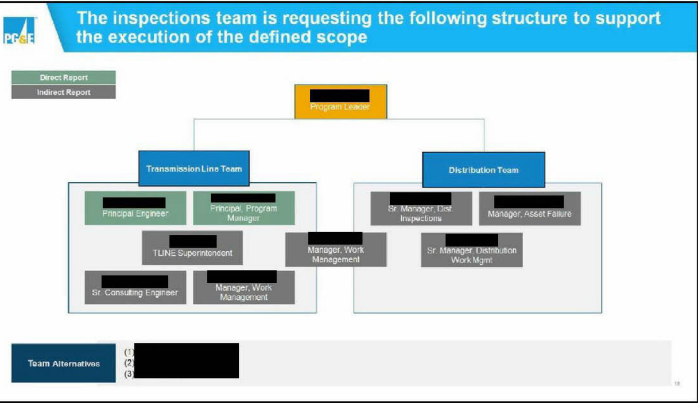 The inspections team is requesting the following structure to support
the execution of the defined scope
PG&E
Direct Report
Indirect Report
Program Leader
Transmission Line Team
Distribution Team
Principal Engineer
Principal, Program
Manager
Sr. Manager, Dist.
Inspections
Manager, Asset Failure
TLINE Superintendent
Manager, Work
Management
Sr. Manager, Distribution
Work Mgmt
Sr. Consulting Engineer
Manager, Work
Management
Team Alternatives
(1)
(2)
(3)